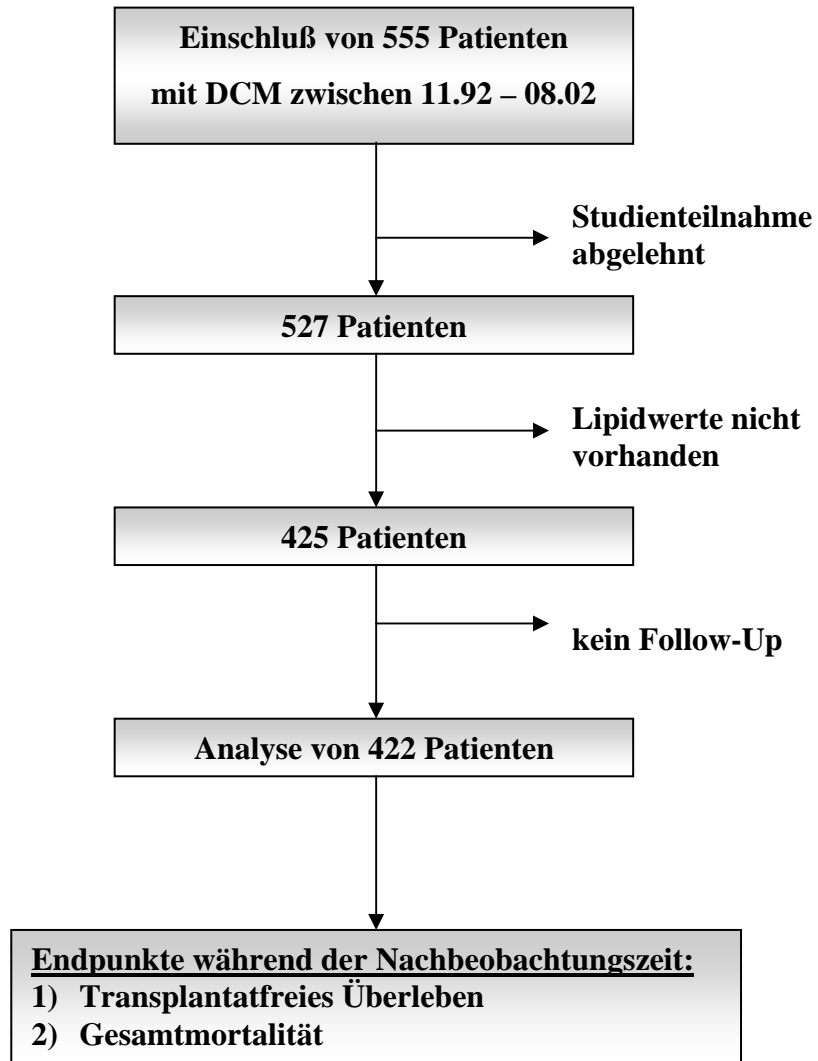 Einschluß von 555 Patienten
mit DCM zwischen 11.92 – 08.02
Studienteilnahme
abgelehnt
527 Patienten
Lipidwerte nicht
vorhanden
425 Patienten
kein Follow-Up
Analyse von 422 Patienten
Endpunkte während der Nachbeobachtungszeit:
1) Transplantatfreies Überleben
2) Gesamtmortalität